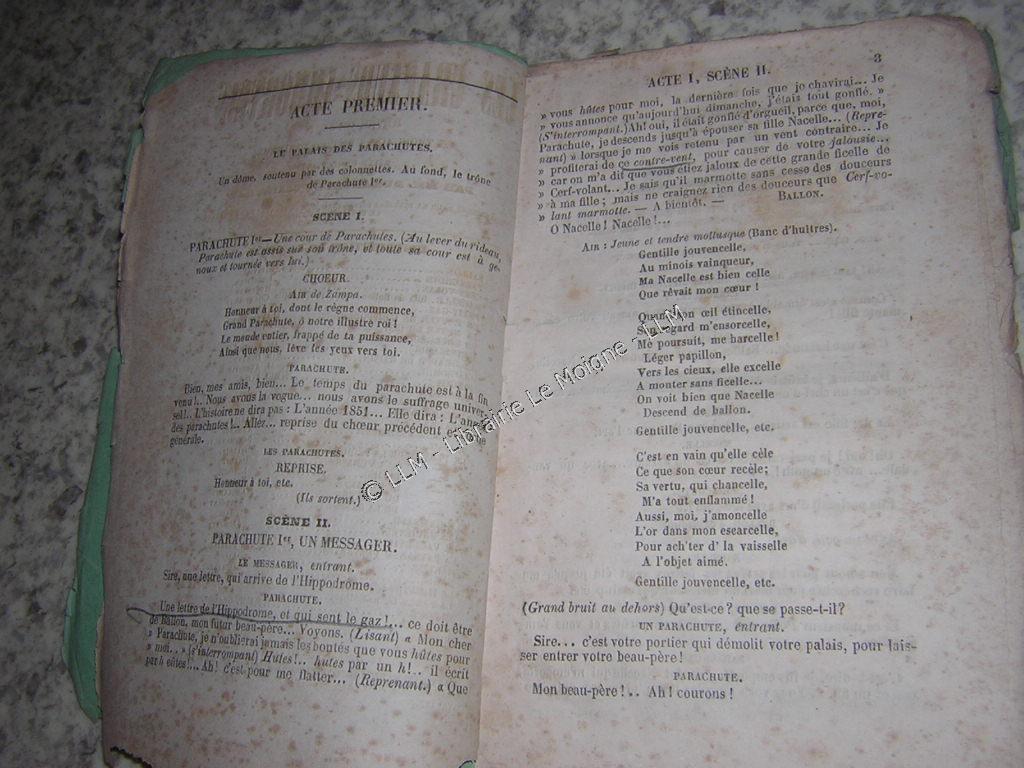 ACTE PREMIER.
LE PALAIS DES PARACHUTES.
Un dôme, soutenu par des colonnettes. Au fond, le trône
de Parachute Ier.
SCÈNE I.
PARACHUTE Ier — Une cour de Parachutes. (Au lever du rideau,
Parachute est assis sur son trône, et toute sa cour est à ge-
noux et tournée vers lui.)
CHOEUR.
AIR de Zampa.
Honneur à toi, dont le règne commence,
Grand Parachute, ô notre illustre roi !
Le monde entier, frappé de ta puissance,
Ainsi que nous, lève les yeux vers toi.
PARACHUTE.
Bien, mes amis, bien... Le temps du parachute est à la fin
venu !.. Nous avons la vogue... nous avons le suffrage univer-
sel!.. L'histoire ne dira pas : L'année 1851... Elle dira : L'année
des parachutes !.. Allez... reprise du chœur précédent et
générale.
LES PARACHUTES.
REPRISE.
Honneur à toi, etc.
(Ils sortent.)
SCÈNE II.
PARACHUTE Ier, UN MESSAGER.
LE MESSAGER, entrant.
Sire, une lettre, qui arrive de l'Hippodrome.
PARACHUTE.
Une lettre de l'Hippodrome, et qui sent le gaz !... ce doit être
de Ballon, mon futur beau-père... Voyons. (Lisant) « Mon cher
» Parachute, je n'oublierai jamais les bontés que vous hûtes pour
» moi... » (s'interrompant) Hutes!.. hutes par un h!.. il écrit
par h eûtes!... Ah! c'est pour me flatter... (Reprenant.) « Que
ACTE I, SCÈNE II. 3
» vous hûtes pour moi, la dernière fois que je chavirai... Je
» vous annonce qu'aujourd'hui dimanche, j'étais tout gonflé. »
(S'interrompant.) Ah! oui, il était gonflé d'orgueil, parce que, moi,
Parachute, je descends jusqu'à épouser sa fille Nacelle... (Repre-
nant) » lorsque je me vois retenu par un vent contraire... Je
» profiterai de ce contre-vent, pour causer de votre jalousie...
» car on m'a dit que vous étiez jaloux de cette grande ficelle de
» Cerf-volant... Je sais qu'il marmotte sans cesse des douceurs
» à ma fille ; mais ne craignez rien des douceurs que Cerf-vo-
» lant marmotte. — A bientôt. — BALLON.
O Nacelle ! Nacelle !...
AIR : Jeune et tendre mollusque (Banc d'huîtres).
Gentille jouvencelle,
Au minois vainqueur,
Ma Nacelle est bien celle
Que rêvait mon cœur !
Quand son œil étincelle,
Son regard m'ensorcelle,
Me poursuit, me harcelle !
Léger papillon,
Vers les cieux, elle excelle
A monter sans ficelle...
On voit bien que Nacelle
Descend de ballon.
Gentille jouvencelle, etc.
C'est en vain qu'elle cèle
Ce que son cœur recèle;
Sa vertu, qui chancelle,
M'a tout enflammé !
Aussi, moi, j'amoncelle
L'or dans mon escarcelle,
Pour ach'ter d' la vaisselle
A l'objet aimé.
Gentille jouvencelle, etc.
(Grand bruit au dehors) Qu'est-ce ? que se passe-t-il?
UN PARACHUTE, entrant.
Sire... c'est votre portier qui démolit votre palais, pour lais-
ser entrer votre beau-père !
PARACHUTE.
Mon beau-père !.. Ah ! courons !
© LLM - Librairie Le Moigne - LLM